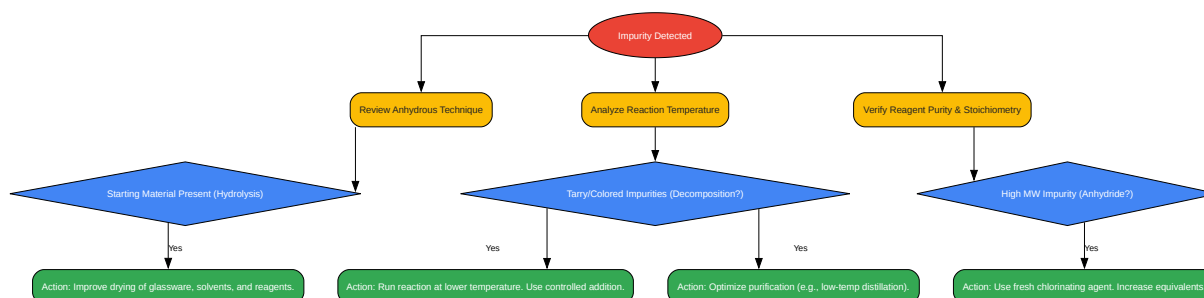 Impurity Detected
Review Anhydrous Technique
Analyze Reaction Temperature
Verify Reagent Purity & Stoichiometry
Starting Material Present (Hydrolysis)
Tarry/Colored Impurities (Decomposition?)
High MW Impurity (Anhydride?)
Yes
Yes
Yes
Yes
Action: Improve drying of glassware, solvents, and reagents.
Action: Run reaction at lower temperature. Use controlled addition.
Action: Optimize purification (e.g., low-temp distillation).
Action: Use fresh chlorinating agent. Increase equivalents